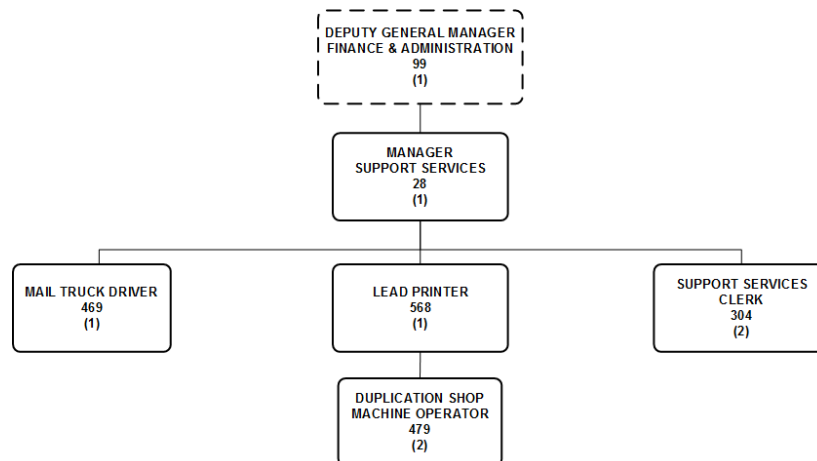 DEPUTY GENERAL MANAGER
FINANCE & ADMINISTRATION
99
(1)
MANAGER
SUPPORT SERVICES
28
(1)
MAIL TRUCK DRIVER
469
(1)
LEAD PRINTER
568
(1)
SUPPORT SERVICES
CLERK
304
(2)
DUPLICATION SHOP
MACHINE OPERATOR
479
(2)